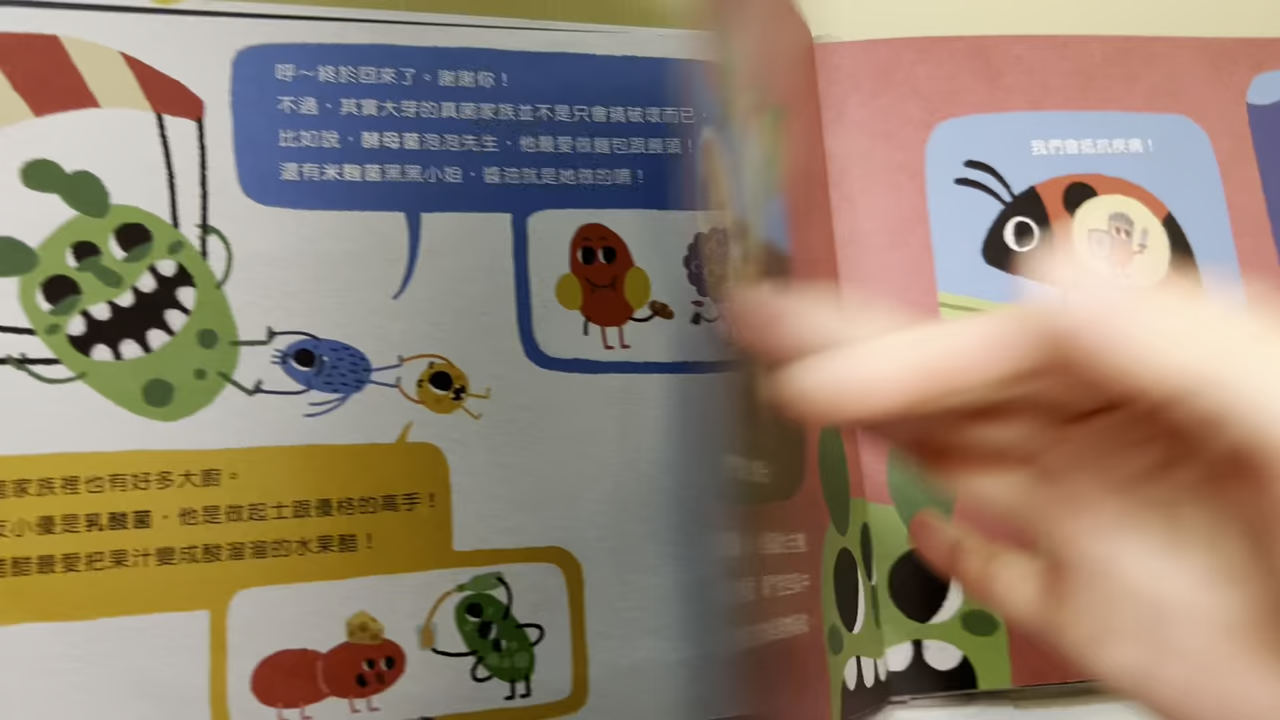 呼～終於回來了。謝謝你！
不過，其實大芽的真菌家族並不是只會搞破壞而已，
比如說，酵母菌泡泡先生，他最愛做麵包跟饅頭！
還有米麴菌黑黑小姐，醬油就是她做的唷！
我們會抵抗疾病！
家族裡也有好多大廚。
小優是乳酸菌，他是做起士跟優格的高手！
醋最愛把果汁變成酸溜溜的水果醋！